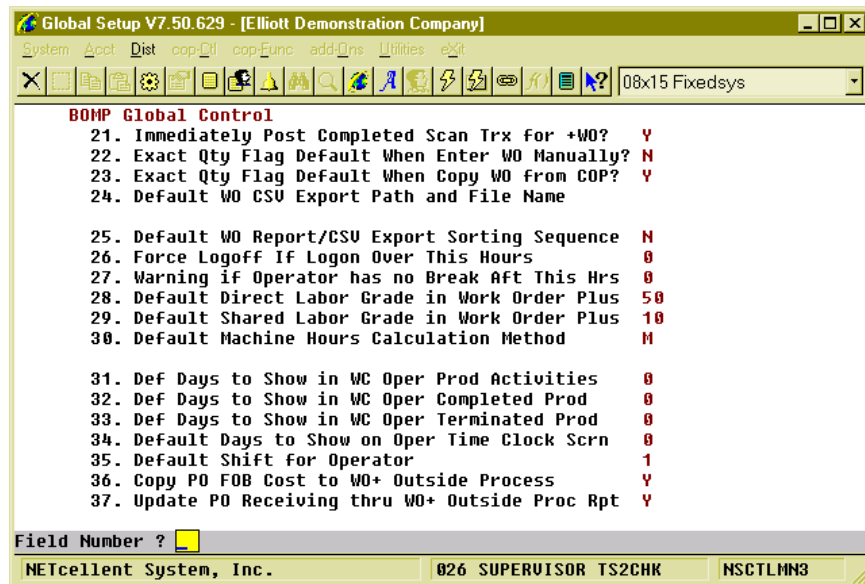 Global Setup V7.50.629 - [Elliott Demonstration Company]
System Acct Dist cop-Ctl cop-Func add-Ons Utilities eXit
08x15 Fixedsys
BOMP Global Control
21. Immediately Post Completed Scan Trx for +WO? Y
22. Exact Qty Flag Default When Enter WO Manually? N
23. Exact Qty Flag Default When Copy WO from COP? Y
24. Default WO CSV Export Path and File Name
25. Default WO Report/CSV Export Sorting Sequence N
26. Force Logoff If Logon Over This Hours 0
27. Warning if Operator has no Break Aft This Hrs 0
28. Default Direct Labor Grade in Work Order Plus 50
29. Default Shared Labor Grade in Work Order Plus 10
30. Default Machine Hours Calculation Method M
31. Def Days to Show in WC Oper Prod Activities 0
32. Def Days to Show in WC Oper Completed Prod 0
33. Def Days to Show in WC Oper Terminated Prod 0
34. Default Days to Show on Oper Time Clock Scrn 0
35. Default Shift for Operator 1
36. Copy PO FOB Cost to WO+ Outside Process Y
37. Update PO Receiving thru WO+ Outside Proc Rpt Y
Field Number ?
NETcellent System, Inc. 026 SUPERVISOR TS2CHK NSCTLMN3